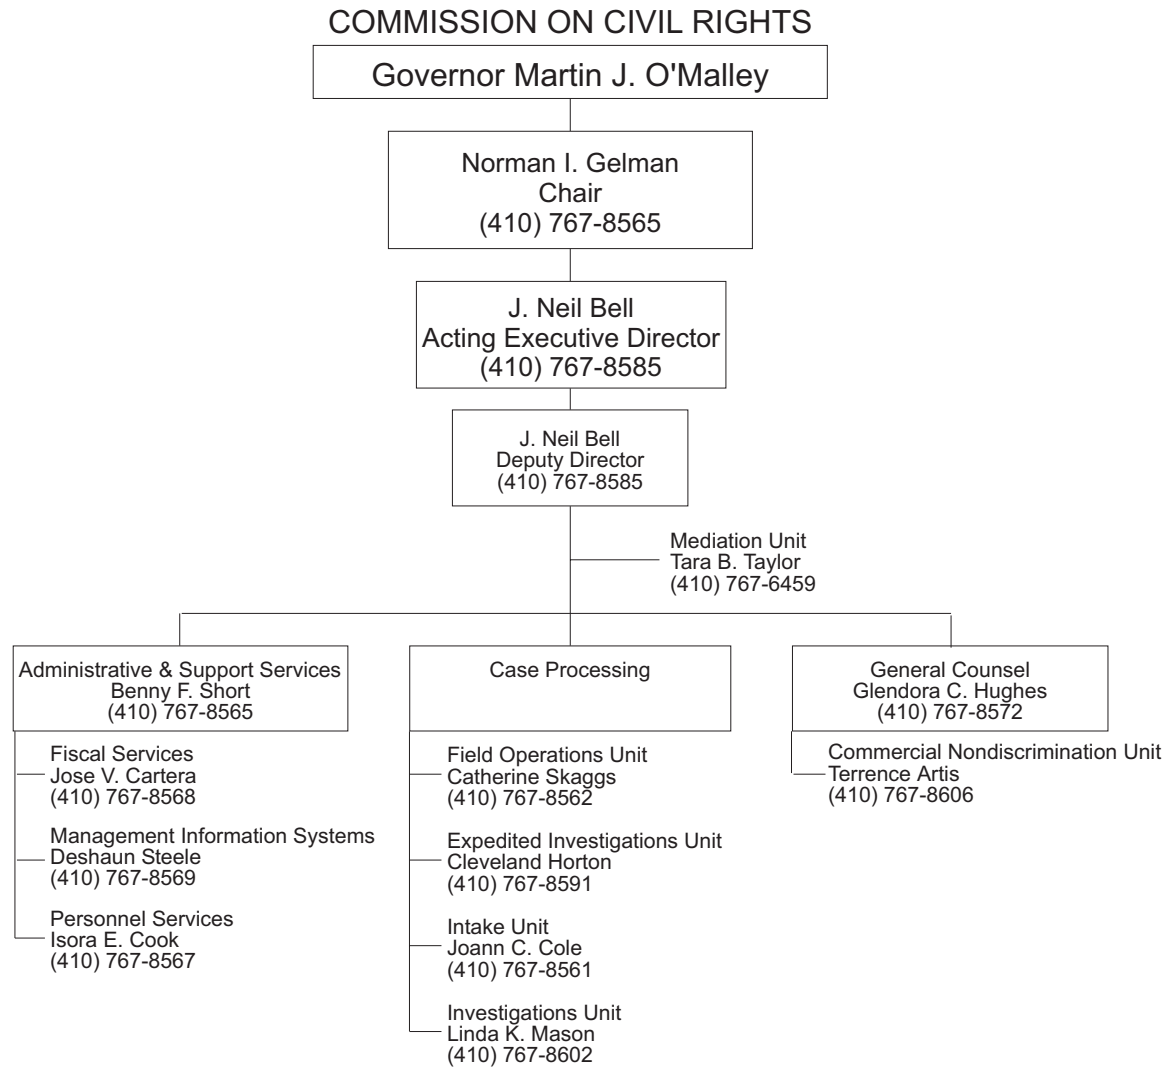 COMMISSION ON CIVIL RIGHTS
Governor Martin J. O'Malley
Norman I. Gelman
Chair
(410) 767-8565
J. Neil Bell
Acting Executive Director
(410) 767-8585
J. Neil Bell
Deputy Director
(410) 767-8585
Mediation Unit
Tara B. Taylor
(410) 767-6459
Administrative & Support Services
Benny F. Short
(410) 767-8565
Fiscal Services
Jose V. Cartera
(410) 767-8568
Management Information Systems
Deshaun Steele
(410) 767-8569
Personnel Services
Isora E. Cook
(410) 767-8567
Case Processing
Field Operations Unit
Catherine Skaggs
(410) 767-8562
Expedited Investigations Unit
Cleveland Horton
(410) 767-8591
Intake Unit
Joann C. Cole
(410) 767-8561
Investigations Unit
Linda K. Mason
(410) 767-8602
General Counsel
Glendora C. Hughes
(410) 767-8572
Commercial Nondiscrimination Unit
Terrence Artis
(410) 767-8606